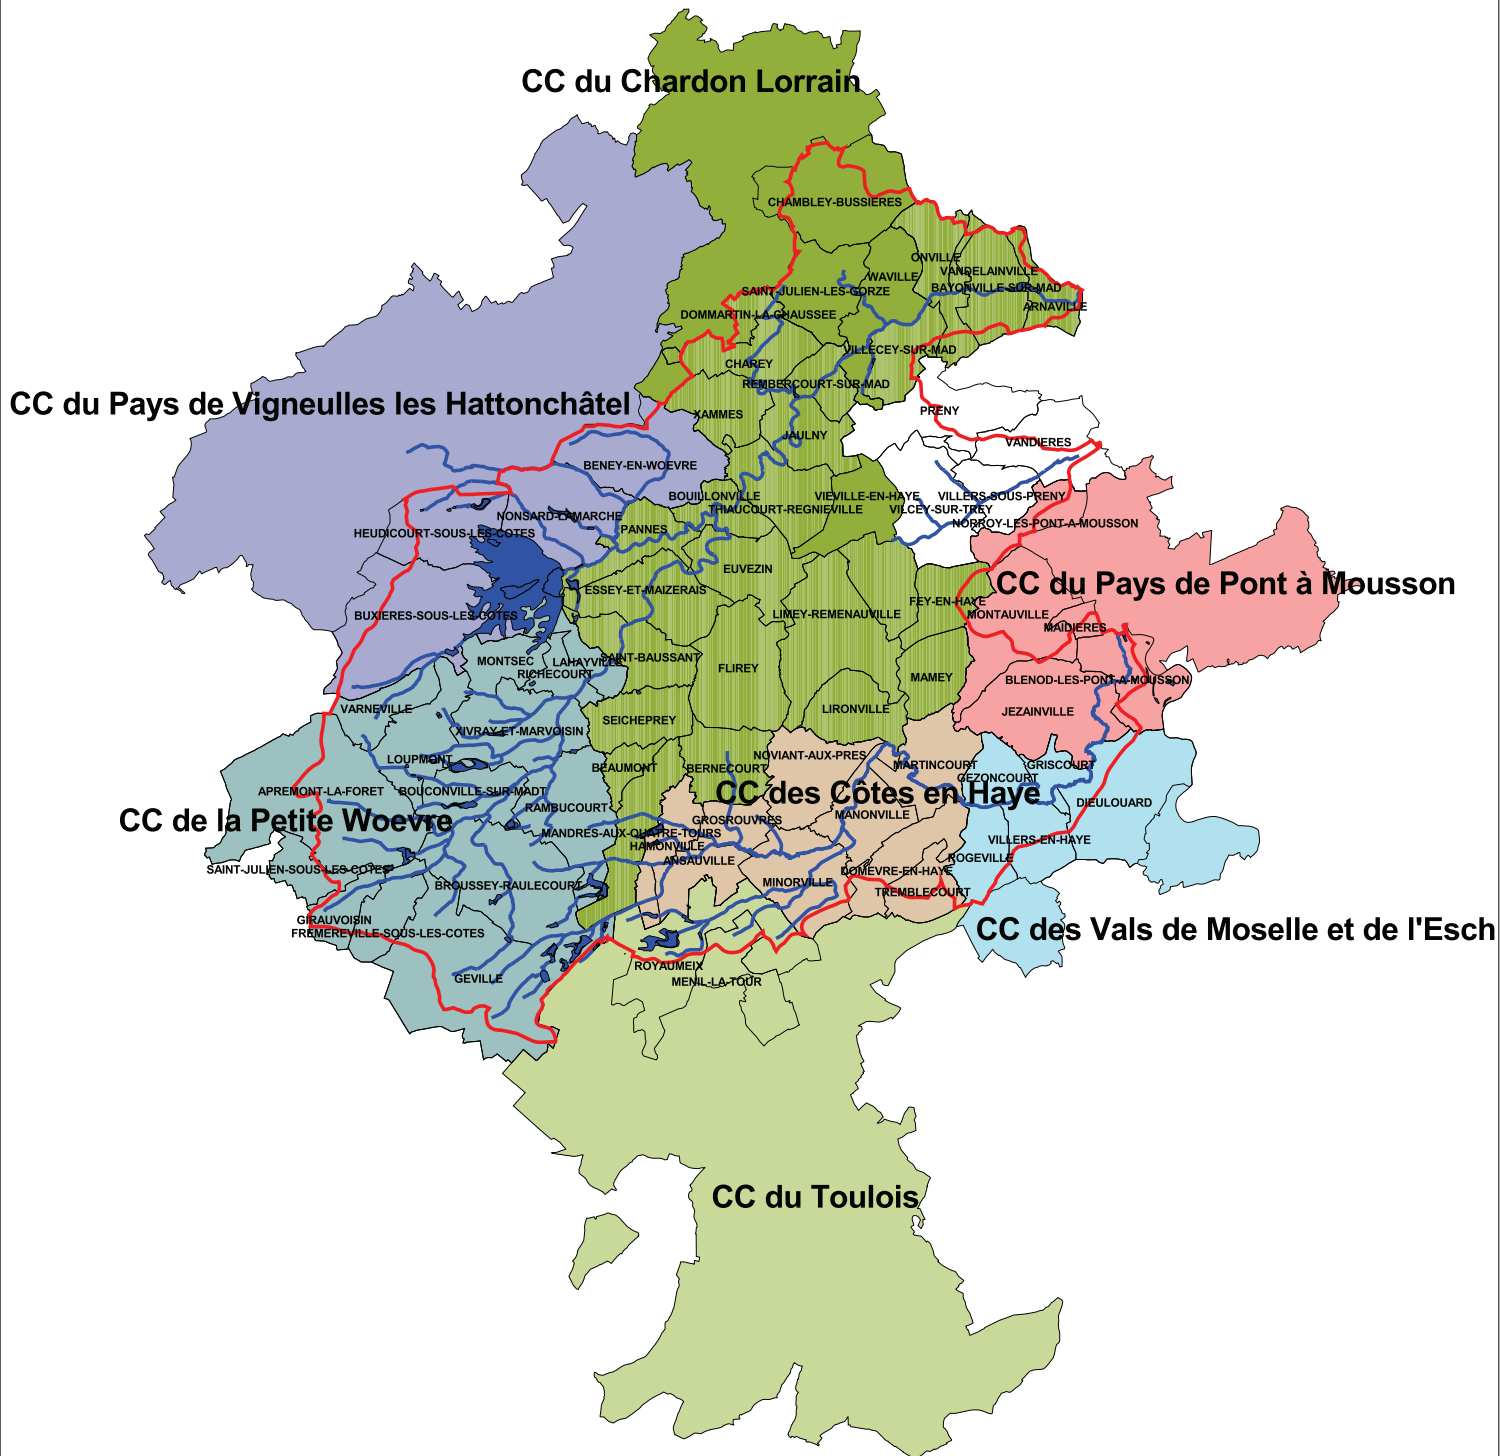 CC du Chardon Lorrain
CHAMBLEY-BUSSIERES
ONVILLE
VANDELAINVILLE
WAVILLE
BAYONVILLE-SUR-MAD
SAINT-JULIEN-LES-GORZE
ARNAVILLE
DOMMARTIN-LA-CHAUSSEE
VILLECEY-SUR-MAD
CHAREY
REMBERCOURT-SUR-MAD
CC du Pays de Vigneulles les Hattonchâtel
XAMMES
PRENY
JAULNY
VANDIERES
BENEY-EN-WOEVRE
BOUILLONVILLE
VIEVILLE-EN-HAYE
VILLERS-SOUS-PRENY
THIAUCOURT-REGNIEVILLE
VILCEY-SUR-TREY
NONSARD-LAMARCHE
NORROY-LES-PONT-A-MOUSSON
PANNES
HEUDICOURT-SOUS-LES-COTES
EUVEZIN
CC du Pays de Pont à Mousson
ESSEY-ET-MAIZERAIS
FEY-EN-HAYE
BUXIERES-SOUS-LES-COTES
LIMEY-REMENAUVILLE
MONTAUVILLE
MAIDIERES
SAINT-BAUSSANT
MONTSEC
LAHAYVILLE
FLIREY
RICHECOURT
MAMEY
BLENOD-LES-PONT-A-MOUSSON
VARNEVILLE
LIRONVILLE
JEZAINVILLE
SEICHEPREY
XIVRAY-ET-MARVOISIN
LOUPMONT
NOVIANT-AUX-PRES
MARTINCOURT
GRISCOURT
BEAUMONT
BERNECOURT
GEZONCOURT
APREMONT-LA-FORET
BOUCONVILLE-SUR-MADT
CC des Côtes en Haye
DIEULOUARD
RAMBUCOURT
MANONVILLE
CC de la Petite Woevre
GROSROUVRES
MANDRES-AUX-QUATRE-TOURS
VILLERS-EN-HAYE
HAMONVILLE
ANSAUVILLE
ROGEVILLE
SAINT-JULIEN-SOUS-LES-COTES
DOMEVRE-EN-HAYE
BROUSSEY-RAULECOURT
MINORVILLE
TREMBLECOURT
GIRAUVOISIN
FREMEREVILLE-SOUS-LES-COTES
CC des Vals de Moselle et de l'Esch
ROYAUMEIX
GEVILLE
MENIL-LA-TOUR
CC du Toulois